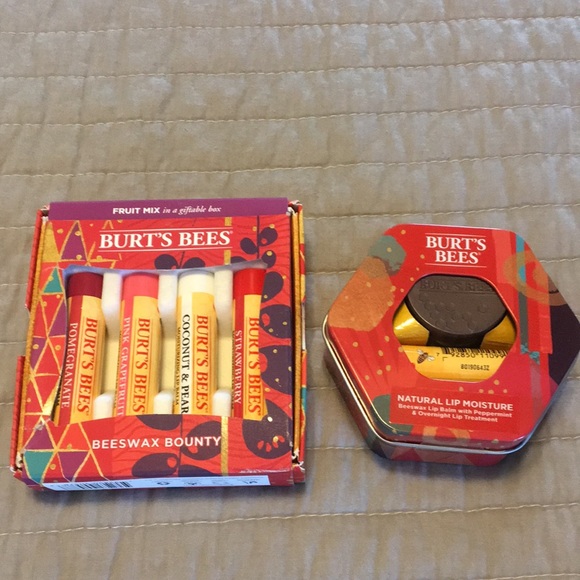 FRUIT MIX in a giftable box
BURT'S BEES
POMEGRANATE
BURT'S BEES
PINK GRAPEFRUIT
BURT'S BEES
COCONUT & PEAR
BURT'S BEES
STRAWBERRY
BURT'S BEES
BEESWAX BOUNTY
BURT'S
BEES
BURT'S BEES
801906432
NATURAL LIP MOISTURE
Beeswax Lip Balm with Peppermint
& Overnight Lip Treatment